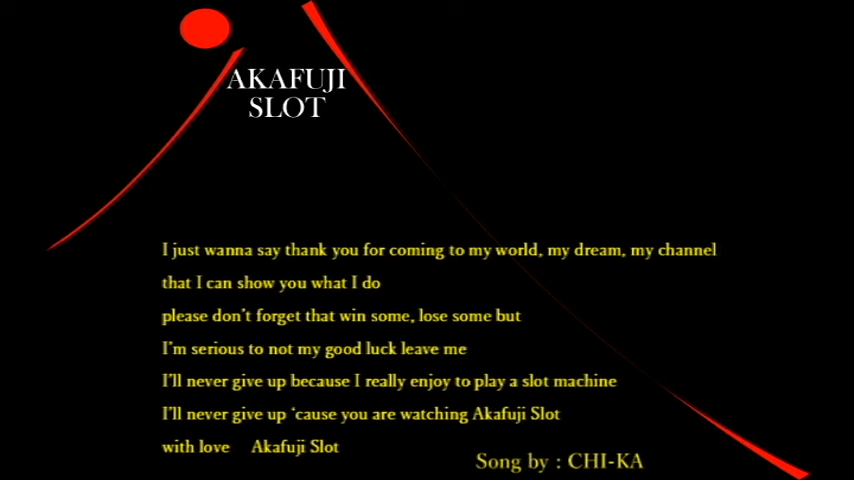 AKAFUJI
SLOT
I just wanna say thank you for coming to my world, my dream, my channel
that I can show you what I do
please don't forget that win some, lose some but
I'm serious to not my good luck leave me
I'll never give up because I really enjoy to play a slot machine
I'll never give up ‘cause you are watching Akafuji Slot
with love Akafuji Slot
Song by : CHI-KA